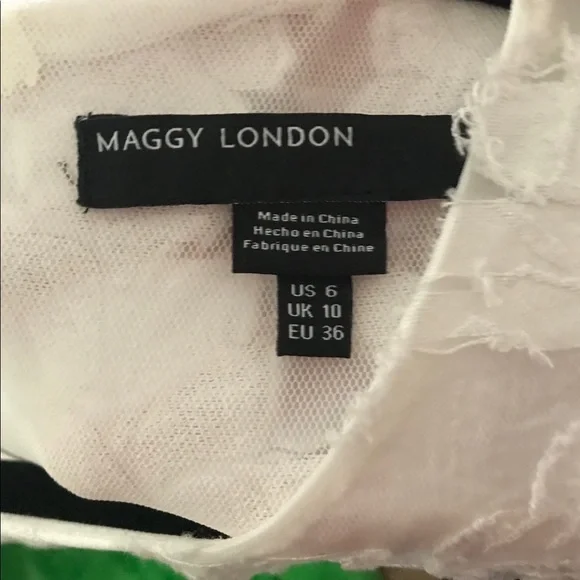 MAGGY LONDON
Made in China
Hecho en China
Fabrique en Chine
US 6
UK 10
EU 36